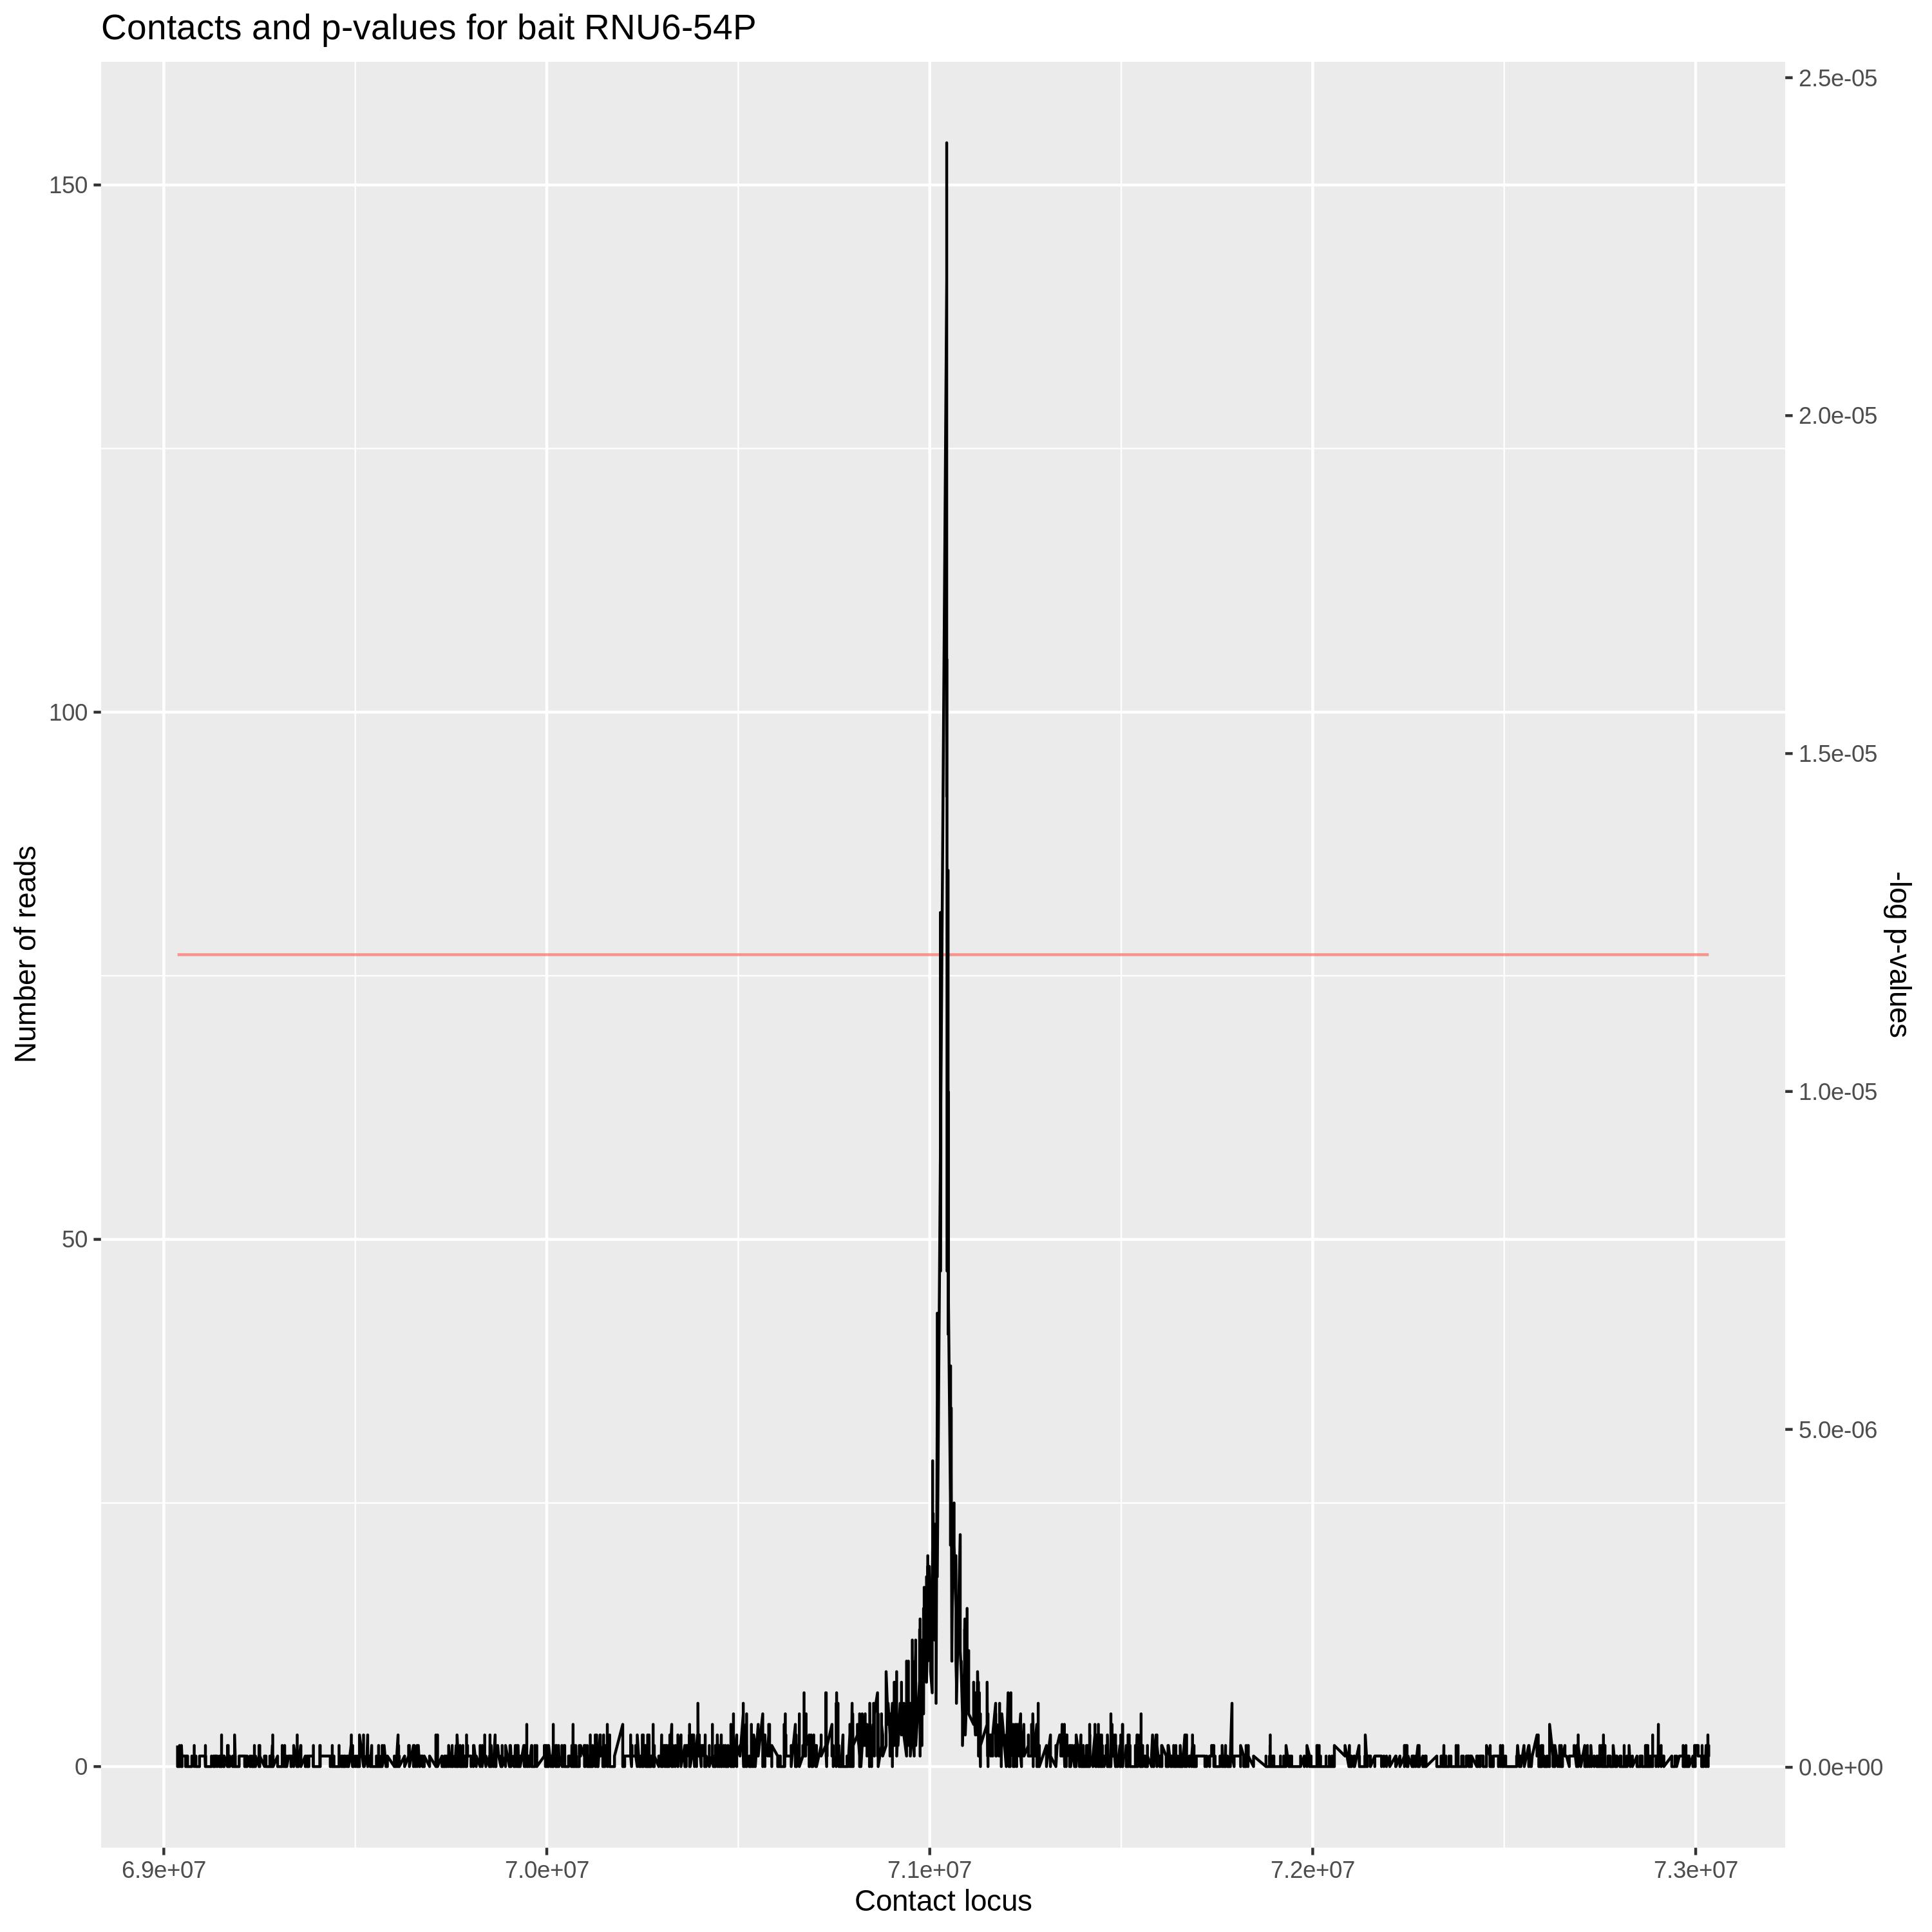 Contacts and p-values for bait RNU6-54P
Number of reads
150
100
50
0
2.5e-05
2.0e-05
1.5e-05
1.0e-05
5.0e-06
0.0e+00
-log p-values
6.9e+07
7.0e+07
7.1e+07
7.2e+07
7.3e+07
Contact locus